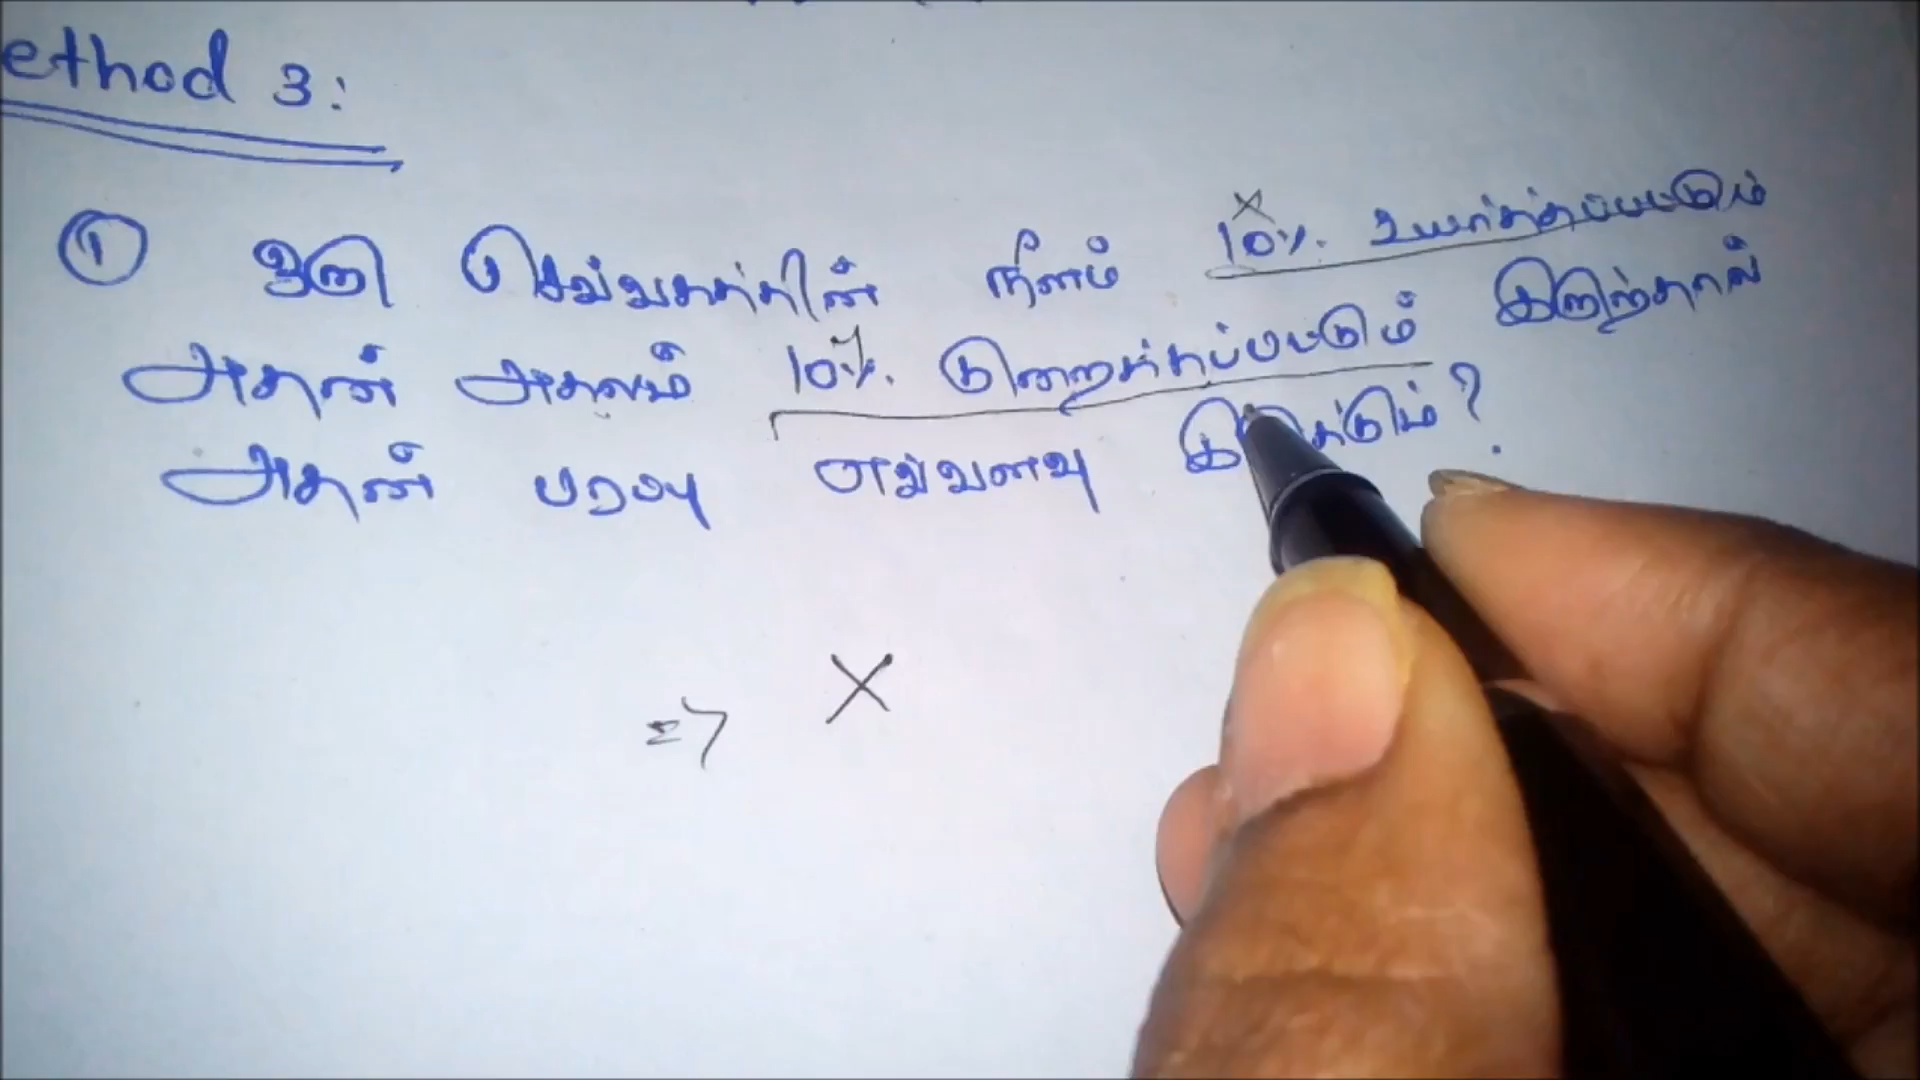 ethod 3:
① ஒரு செவ்வகத்தின் நீளம் 10% உயர்த்தப்பட்டும்
x
அதன் அகலம் 10% குறைக்கப்பட்டும் இருந்தால்
y
அதன் பரப்பு எவ்வளவு ?
=> X